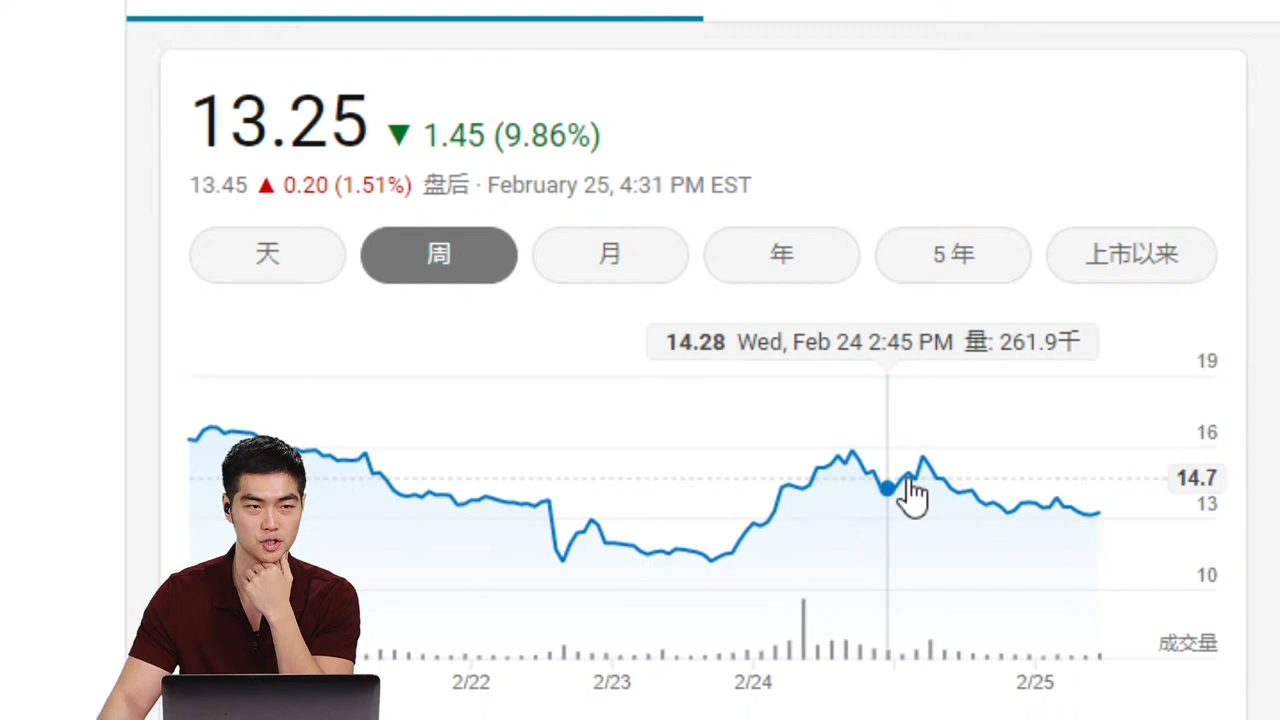 13.25 ▼ 1.45 (9.86%)
13.45 ▲ 0.20 (1.51%) 盘后 · February 25, 4:31 PM EST
天 周 月 年 5 年 上市以来
14.28 Wed, Feb 24 2:45 PM 量: 261.9千
19
16
14.7
13
10
成交量
2/22 2/23 2/24 2/25